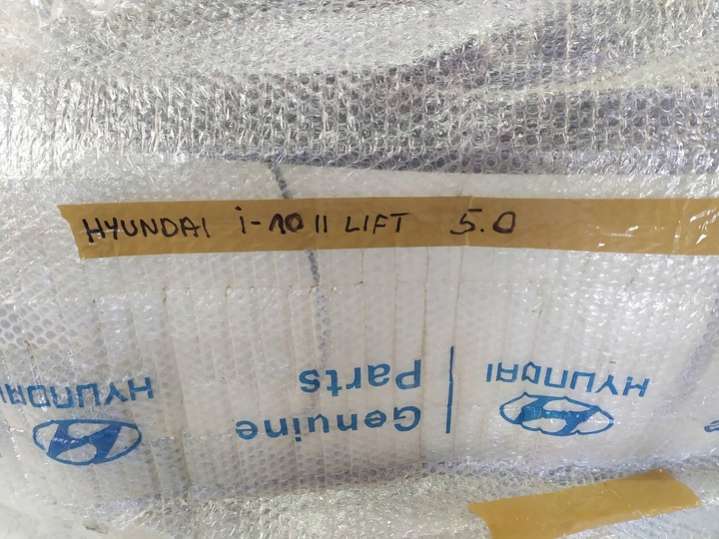 HYUNDAI i-10 II LIFT 5.0
HYUNDAI | Genuine Parts
HYUNDAI